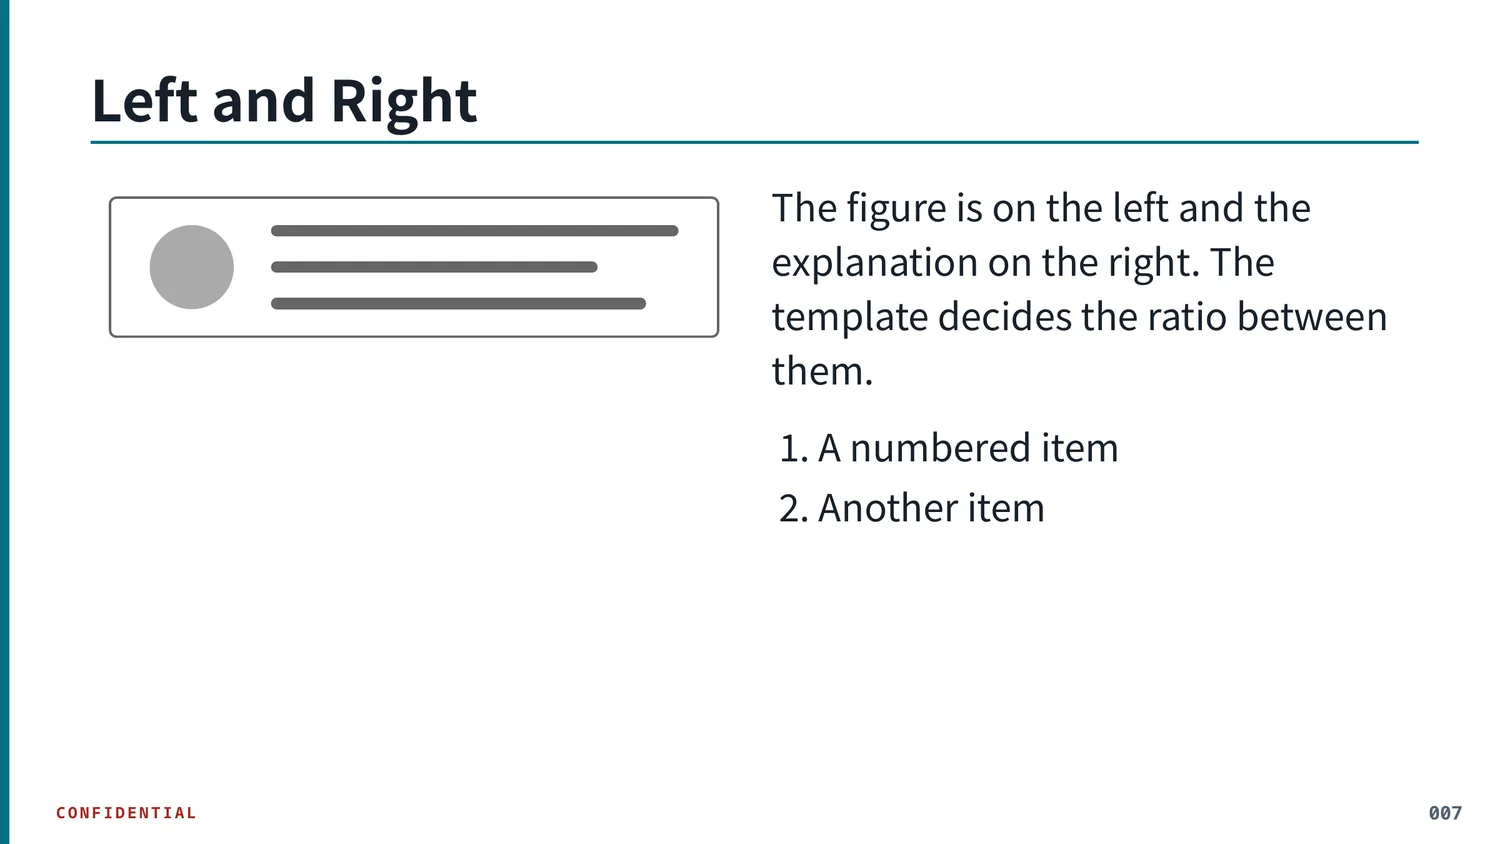 Left and Right
The figure is on the left and the
explanation on the right. The
template decides the ratio between
them.
1. A numbered item
2. Another item
CONFIDENTIAL
007